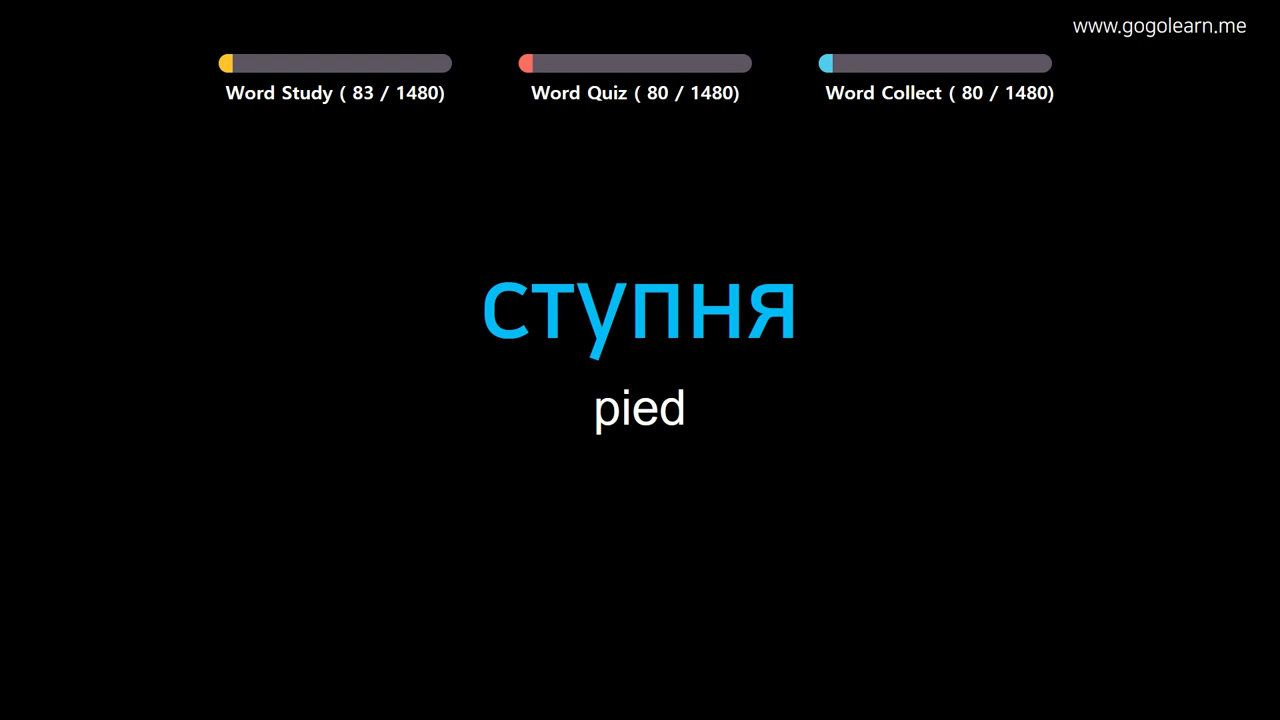 www.gogolearn.me
Word Study ( 83 / 1480)
Word Quiz ( 80 / 1480)
Word Collect ( 80 / 1480)
ступня
pied